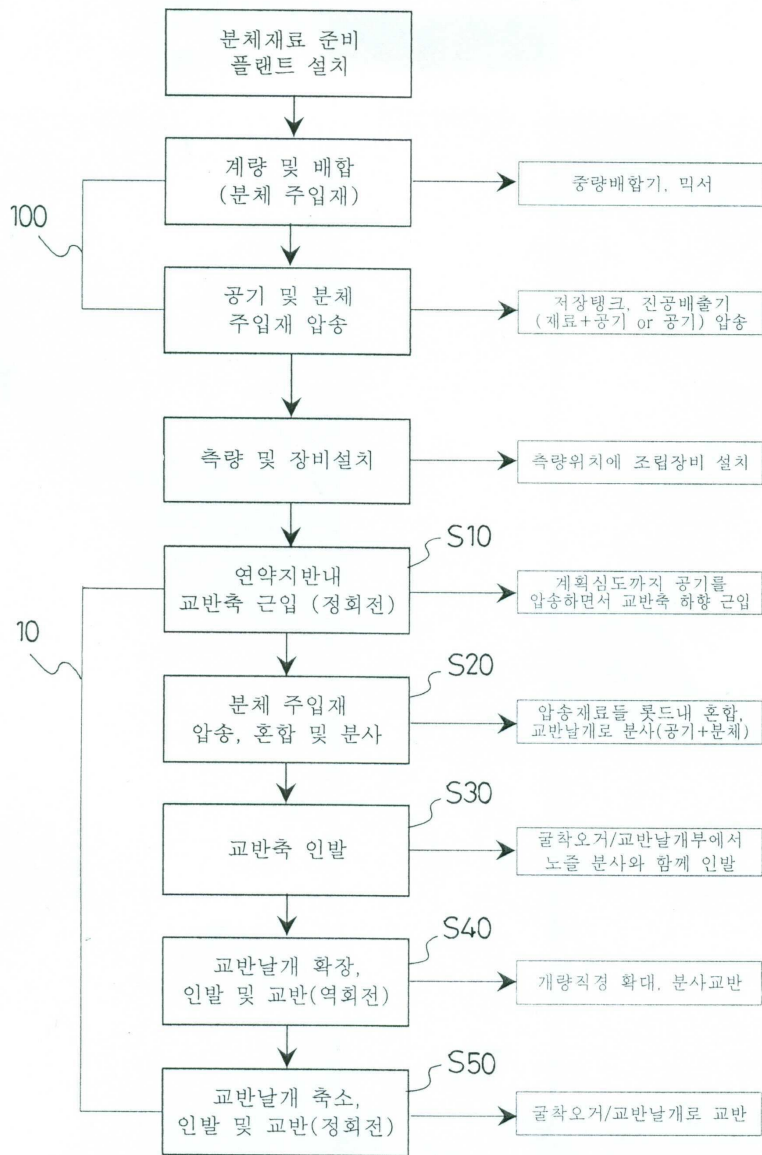 분체재료 준비
플랜트 설치
계량 및 배합
(분체 주입재)
중량배합기, 믹서
100
공기 및 분체
주입재 압송
저장탱크, 진공배출기
(재료+공기 or 공기) 압송
측량 및 장비설치
측량위치에 조립장비 설치
S10
연약지반내
교반축 근입 (정회전)
계획심도까지 공기를
압송하면서 교반축 하향 근입
10
S20
분체 주입재
압송, 혼합 및 분사
압송재료들 롯드내 혼합,
교반날개로 분사(공기+분체)
S30
교반축 인발
굴착오거/교반날개부에서
노즐 분사와 함께 인발
S40
교반날개 확장,
인발 및 교반(역회전)
개량직경 확대, 분사교반
S50
교반날개 축소,
인발 및 교반(정회전)
굴착오거/교반날개로 교반